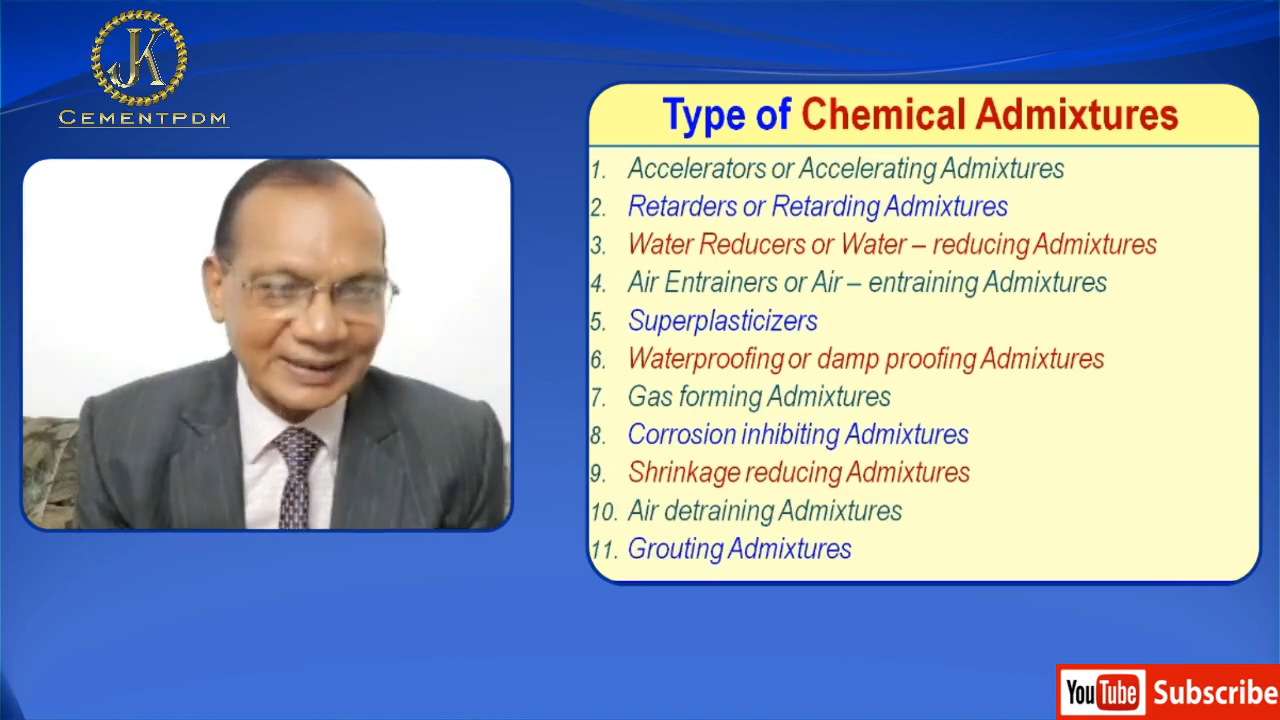 JK
CEMENTPDM
Type of Chemical Admixtures
1. Accelerators or Accelerating Admixtures
2. Retarders or Retarding Admixtures
3. Water Reducers or Water – reducing Admixtures
4. Air Entrainers or Air – entraining Admixtures
5. Superplasticizers
6. Waterproofing or damp proofing Admixtures
7. Gas forming Admixtures
8. Corrosion inhibiting Admixtures
9. Shrinkage reducing Admixtures
10. Air detraining Admixtures
11. Grouting Admixtures
YouTube Subscribe